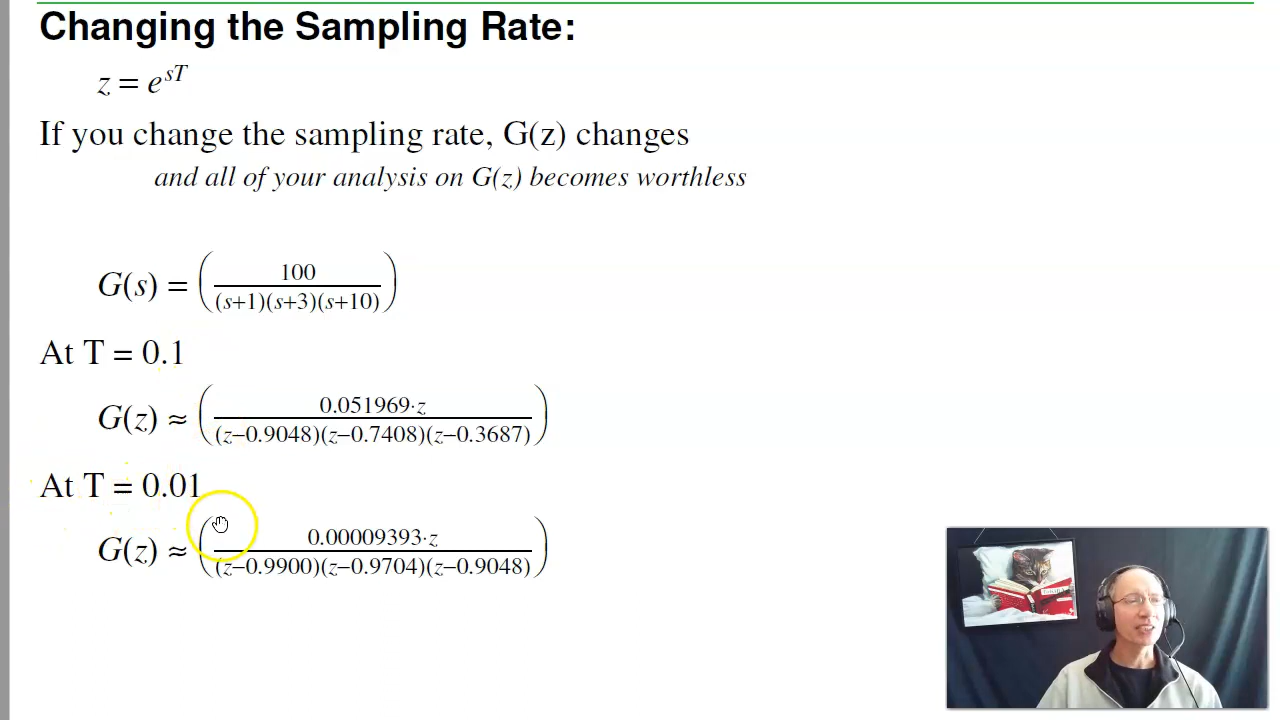 Changing the Sampling Rate:
z = e^{sT}
If you change the sampling rate, G(z) changes
and all of your analysis on G(z) becomes worthless
G(s) = ( 100 / (s+1)(s+3)(s+10) )
At T = 0.1
G(z) ≈ ( 0.051969·z / (z−0.9048)(z−0.7408)(z−0.3687) )
At T = 0.01
G(z) ≈ ( 0.00009393·z / (z−0.9900)(z−0.9704)(z−0.9048) )